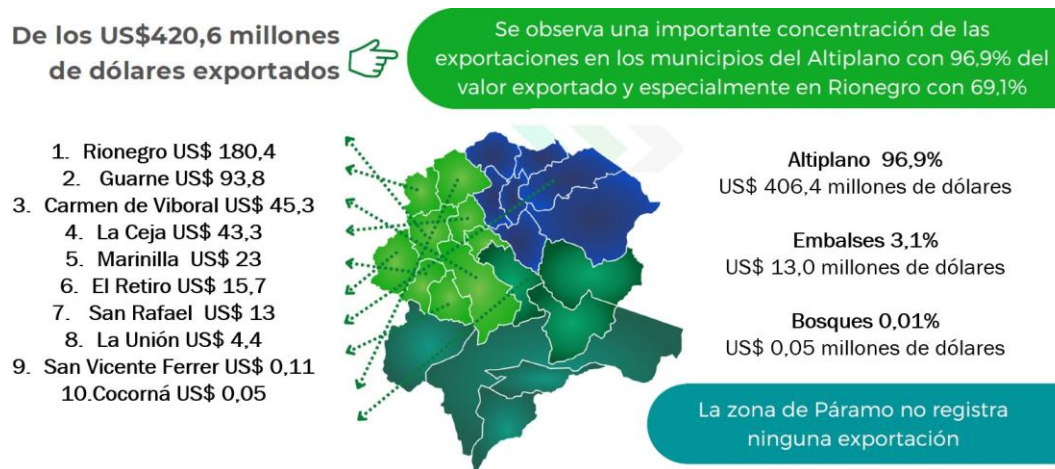 De los US$420,6 millones
de dólares exportados
Se observa una importante concentración de las
exportaciones en los municipios del Altiplano con 96,9% del
valor exportado y especialmente en Rionegro con 69,1%
1. Rionegro US$ 180,4
2. Guarne US$ 93,8
3. Carmen de Viboral US$ 45,3
4. La Ceja US$ 43,3
5. Marinilla US$ 23
6. El Retiro US$ 15,7
7. San Rafael US$ 13
8. La Unión US$ 4,4
9. San Vicente Ferrer US$ 0,11
10.Cocorná US$ 0,05
Altiplano 96,9%
US$ 406,4 millones de dólares
Embalses 3,1%
US$ 13,0 millones de dólares
Bosques 0,01%
US$ 0,05 millones de dólares
La zona de Páramo no registra
ninguna exportación